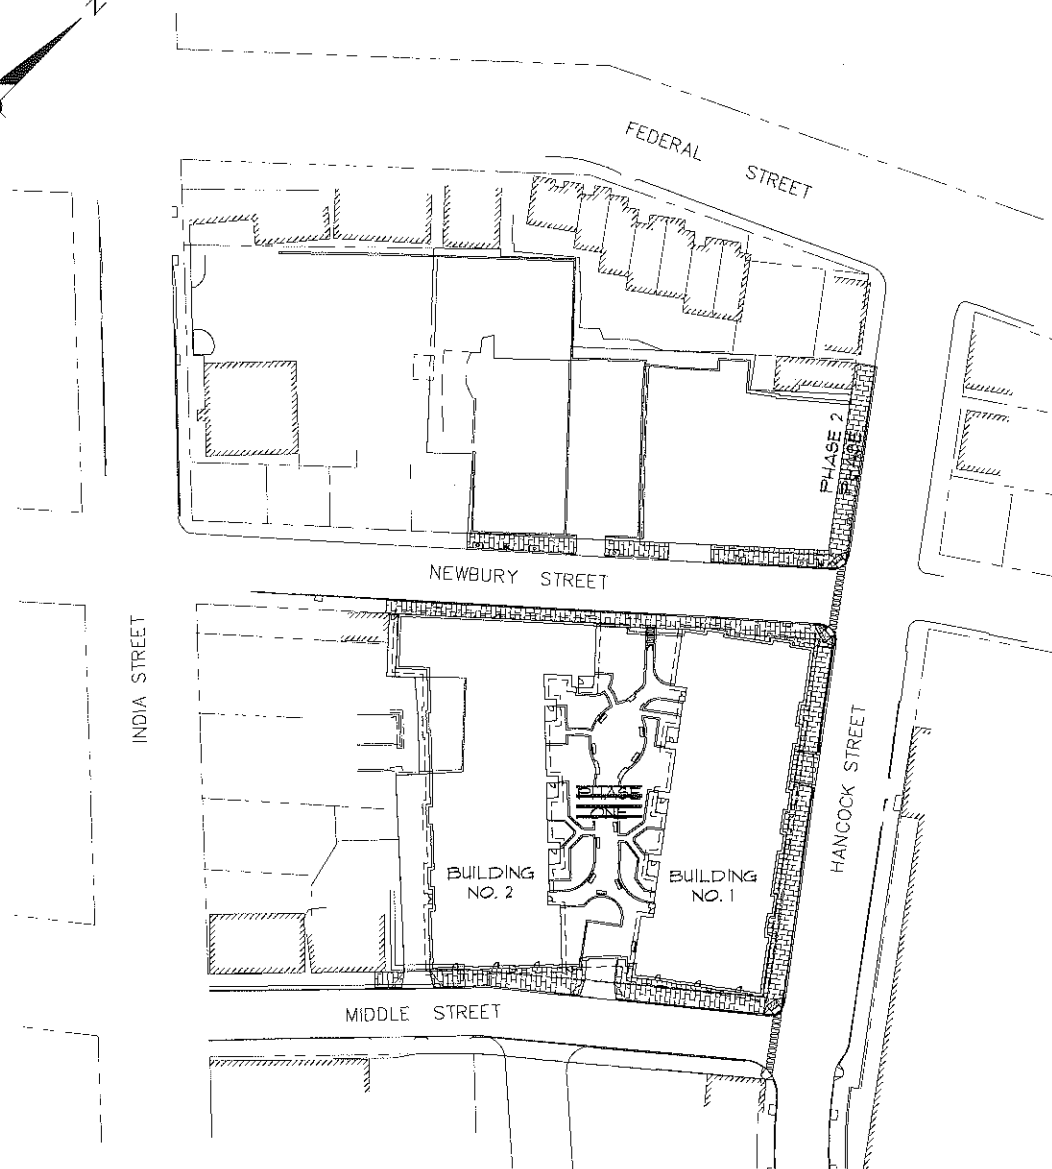 N
FEDERAL STREET
PHASE 2
PHASE
NEWBURY STREET
INDIA STREET
HANCOCK STREET
PHASE
ONE
BUILDING
NO. 2
BUILDING
NO. 1
MIDDLE STREET